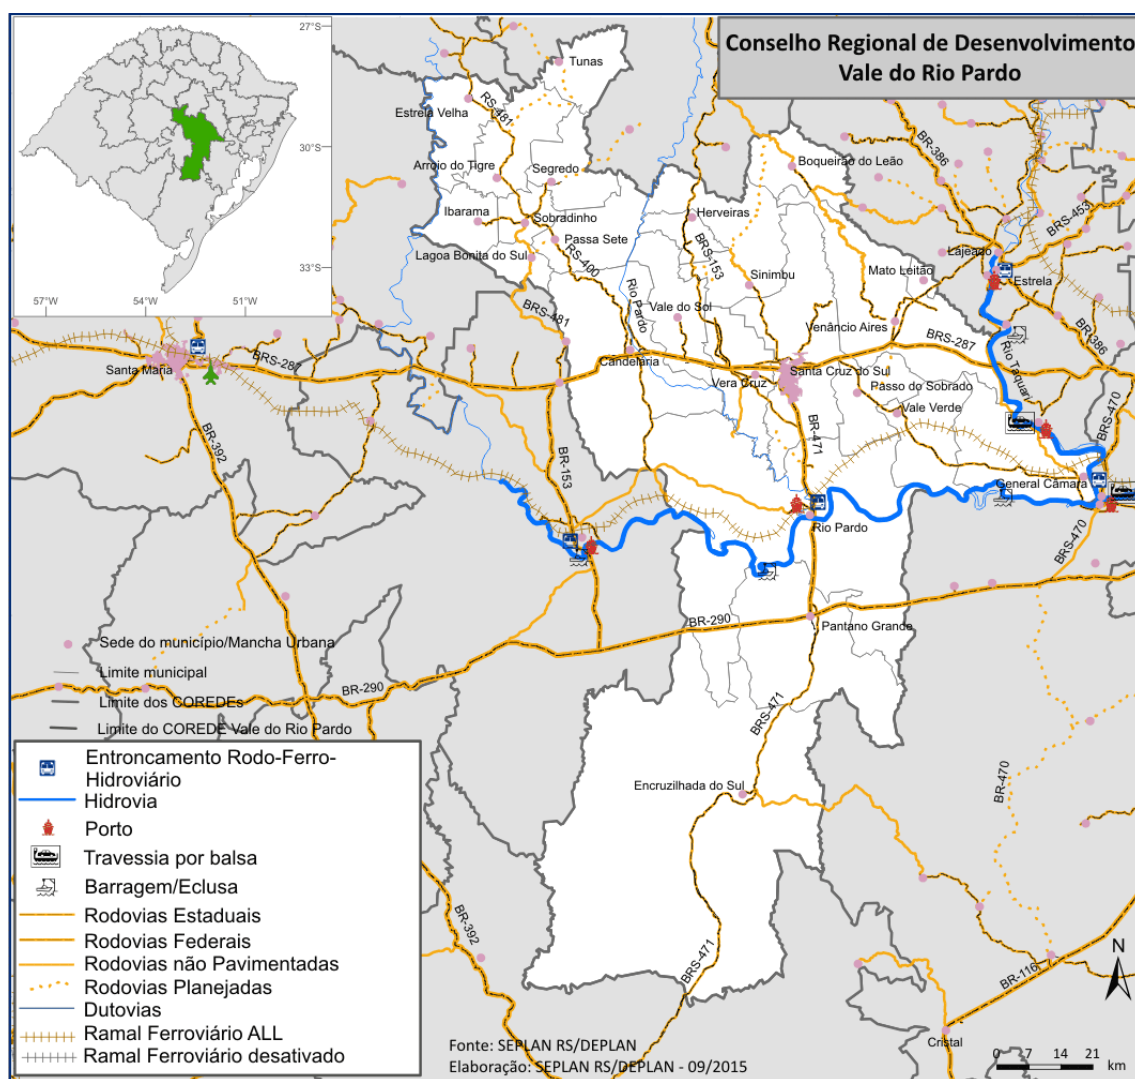 Conselho Regional de Desenvolvimento
Vale do Rio Pardo
27°S
30°S
33°S
57°W
54°W
51°W
Tunas
Estrela Velha
RS-481
Arroio do Tigre
Segredo
Ibarama
Sobradinho
Passa Sete
Lagoa Bonita do Sul
RS-400
Rio Pardo
Herveiras
BRS-153
Boqueirão do Leão
BR-386
BRS-453
Lajeado
Estrela
Mato Leitão
Sinimbu
Vale do Sol
Venâncio Aires
BRS-481
BRS-287
BR-386
Santa Maria
BRS-287
Candelária
Vera Cruz
Santa Cruz do Sul
Passo do Sobrado
Vale Verde
Rio Taquari
BRS-470
BR-392
BR-153
BR-471
General Câmara
Rio Pardo
BRS-470
BR-290
Pantano Grande
BR-290
BRS-471
Encruzilhada do Sul
BR-470
BR-392
BRS-471
BR-116
Cristal
Sede do município/Mancha Urbana
Limite municipal
Limite dos COREDEs
Limite do COREDE Vale do Rio Pardo
Entroncamento Rodo-Ferro-
Hidroviário
Hidrovia
Porto
Travessia por balsa
Barragem/Eclusa
Rodovias Estaduais
Rodovias Federais
Rodovias não Pavimentadas
Rodovias Planejadas
Dutovias
Ramal Ferroviário ALL
Ramal Ferroviário desativado
Fonte: SEPLAN RS/DEPLAN
Elaboração: SEPLAN RS/DEPLAN - 09/2015
N
0 7 14 21
km